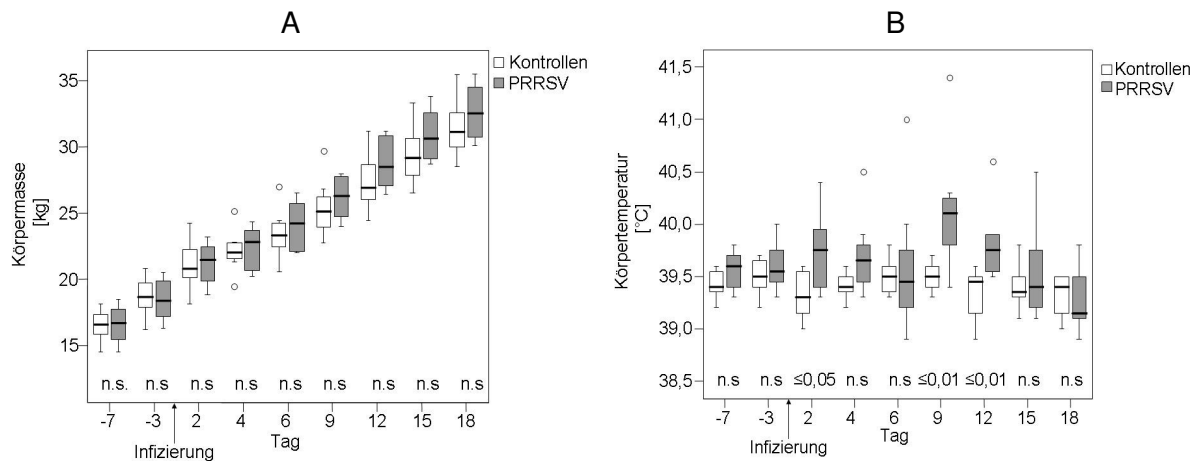 A
Kontrollen
PRRSV
35
30
25
20
15
Körpermasse
[kg]
n.s. n.s n.s n.s n.s n.s n.s n.s n.s
-7 -3 2 4 6 9 12 15 18
Tag
Infizierung
B
Kontrollen
PRRSV
41,5
41,0
40,5
40,0
39,5
39,0
38,5
Körpertemperatur
[°C]
n.s n.s ≤0,05 n.s n.s ≤0,01 ≤0,01 n.s n.s
-7 -3 2 4 6 9 12 15 18
Tag
Infizierung